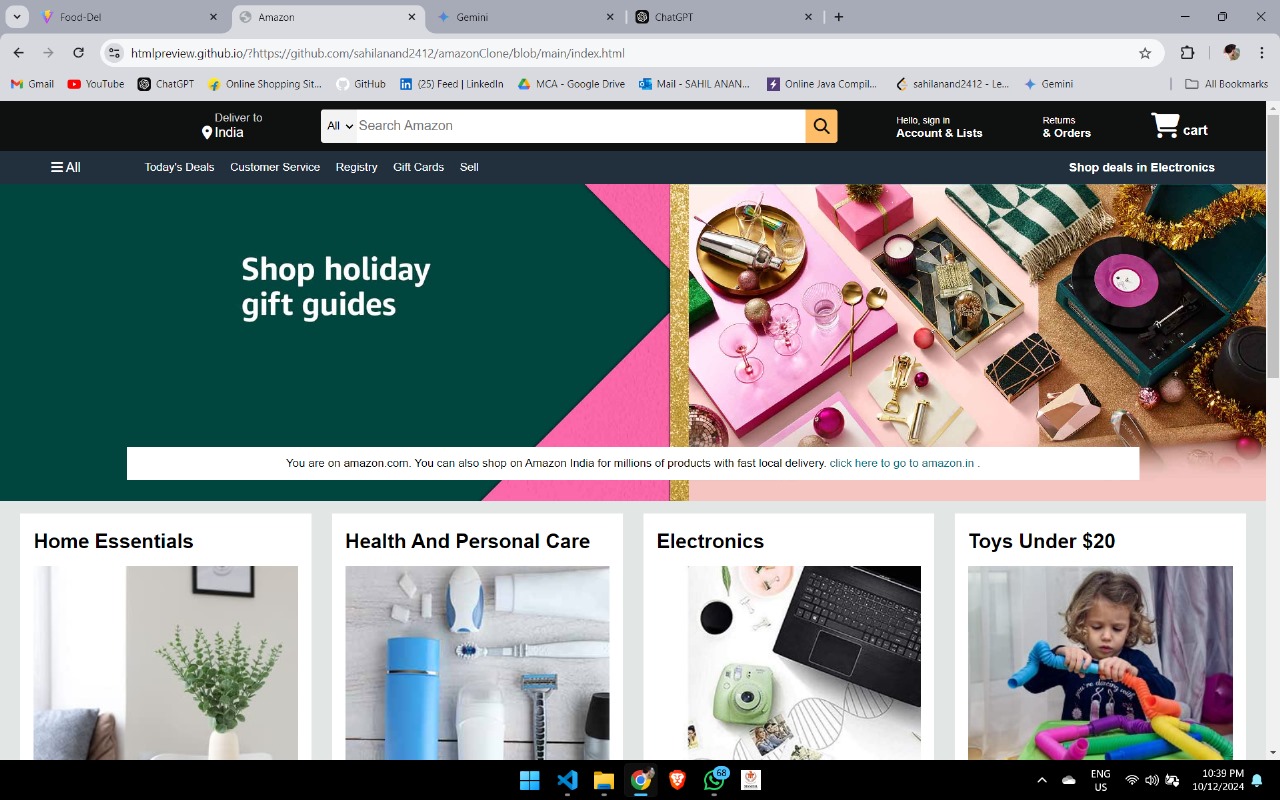 Food-Del
Amazon
Gemini
ChatGPT
htmlpreview.github.io/?https://github.com/sahilanand2412/amazonClone/blob/main/index.html
Gmail
YouTube
ChatGPT
Online Shopping Sit...
GitHub
(25) Feed | LinkedIn
MCA - Google Drive
Mail - SAHIL ANAN...
Online Java Compil...
sahilanand2412 - Le...
Gemini
All Bookmarks
Deliver to
India
All
Search Amazon
Hello, sign in
Account & Lists
Returns
& Orders
cart
All
Today's Deals
Customer Service
Registry
Gift Cards
Sell
Shop deals in Electronics
Shop holiday
gift guides
You are on amazon.com. You can also shop on Amazon India for millions of products with fast local delivery. click here to go to amazon.in .
Home Essentials
Health And Personal Care
Electronics
Toys Under $20
68
ENG
US
10:39 PM
10/12/2024